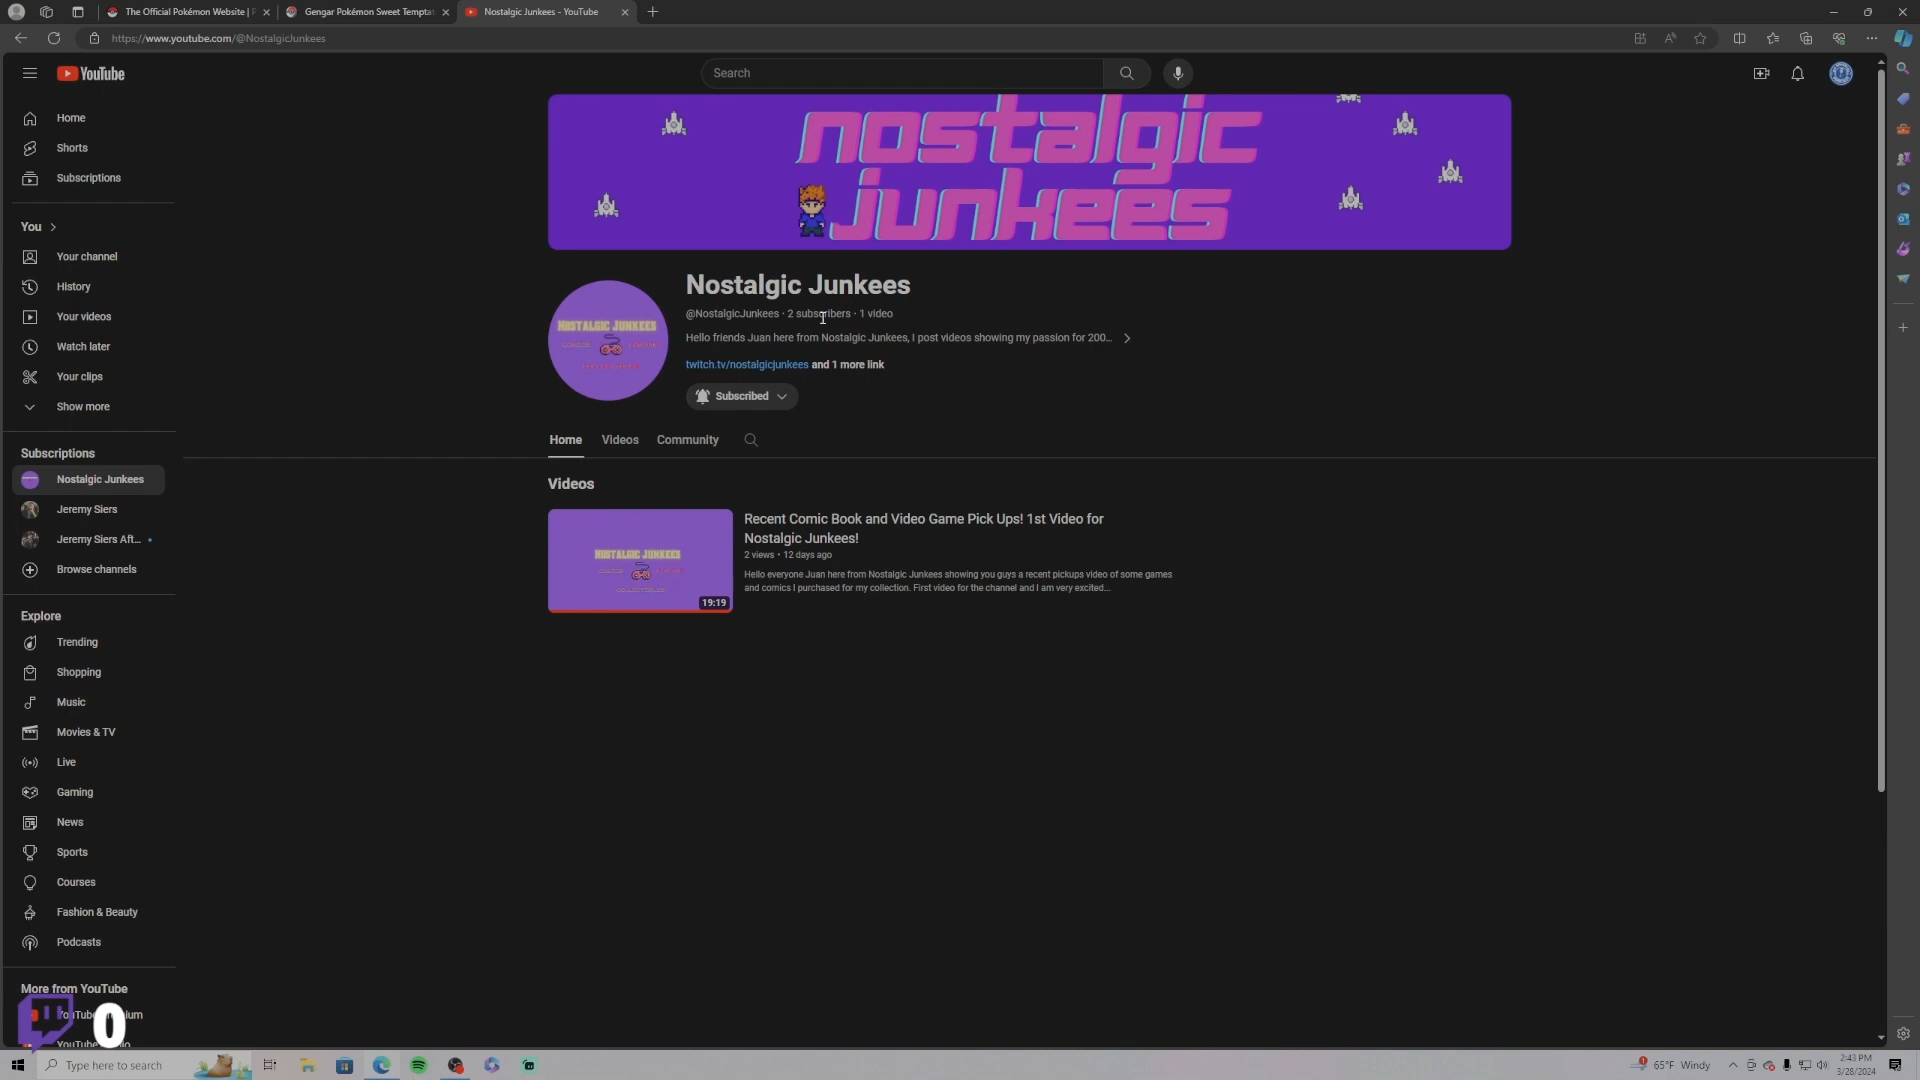 The Official Pokémon Website | P
Gengar Pokémon Sweet Temptat
Nostalgic Junkees - YouTube
https://www.youtube.com/@NostalgicJunkees
YouTube
Search
Home
Shorts
Subscriptions
You
Your channel
History
Your videos
Watch later
Your clips
Show more
Subscriptions
Nostalgic Junkees
Jeremy Siers
Jeremy Siers Aft...
Browse channels
Explore
Trending
Shopping
Music
Movies & TV
Live
Gaming
News
Sports
Courses
Fashion & Beauty
Podcasts
More from YouTube
0
nostalgic
junkees
NOSTALGIC JUNKEES
Nostalgic Junkees
@NostalgicJunkees · 2 subscribers · 1 video
Hello friends Juan here from Nostalgic Junkees, I post videos showing my passion for 200...
twitch.tv/nostalgicjunkees and 1 more link
Subscribed
Home Videos Community
Videos
NOSTALGIC JUNKEES
19:19
Recent Comic Book and Video Game Pick Ups! 1st Video for
Nostalgic Junkees!
2 views · 12 days ago
Hello everyone Juan here from Nostalgic Junkees showing you guys a recent pickups video of some games
and comics I purchased for my collection. First video for the channel and I am very excited...
Type here to search
65°F Windy
2:43 PM
3/28/2024